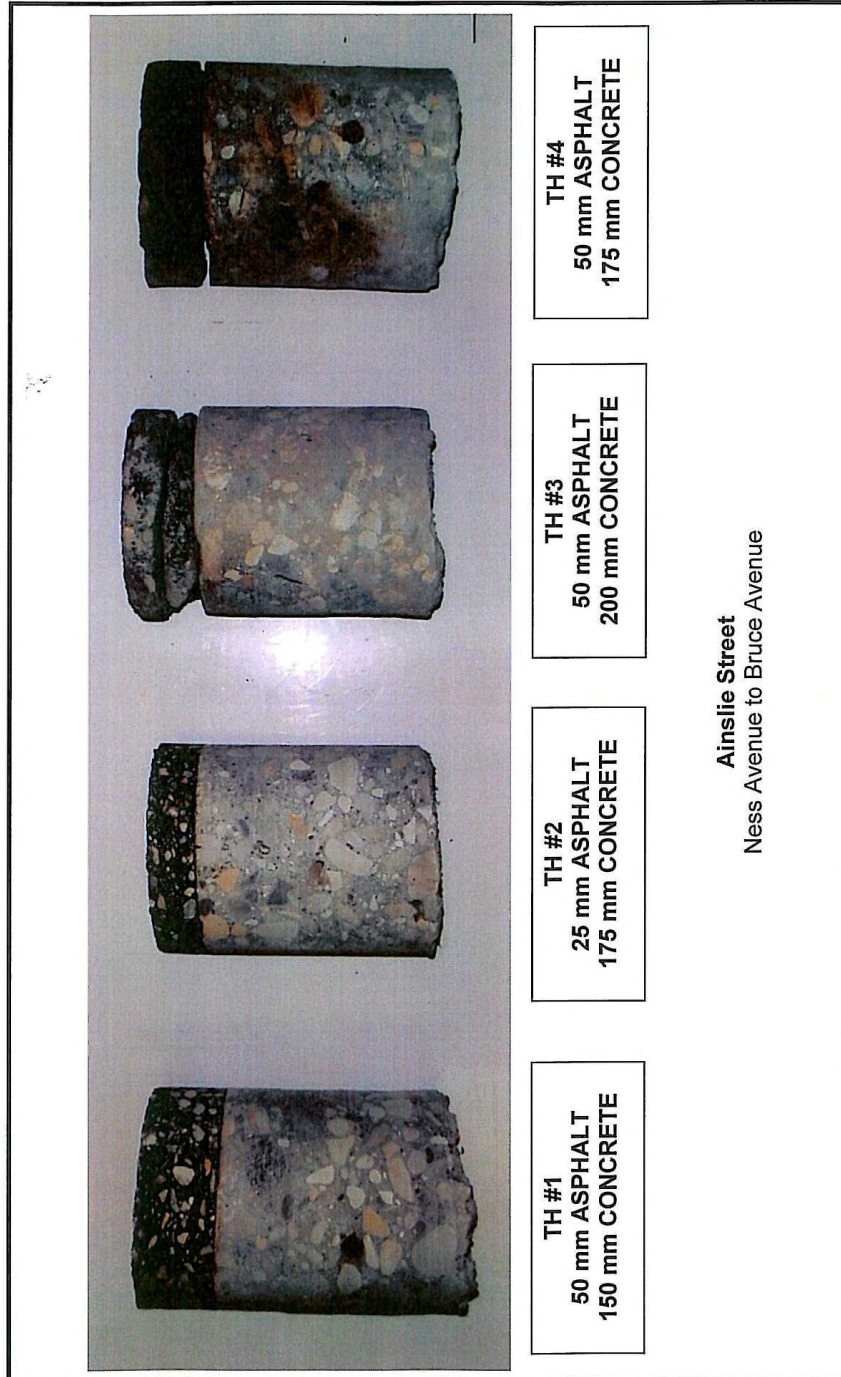 TH #1
50 mm ASPHALT
150 mm CONCRETE
TH #2
25 mm ASPHALT
175 mm CONCRETE
TH #3
50 mm ASPHALT
200 mm CONCRETE
TH #4
50 mm ASPHALT
175 mm CONCRETE
Ainslie Street
Ness Avenue to Bruce Avenue